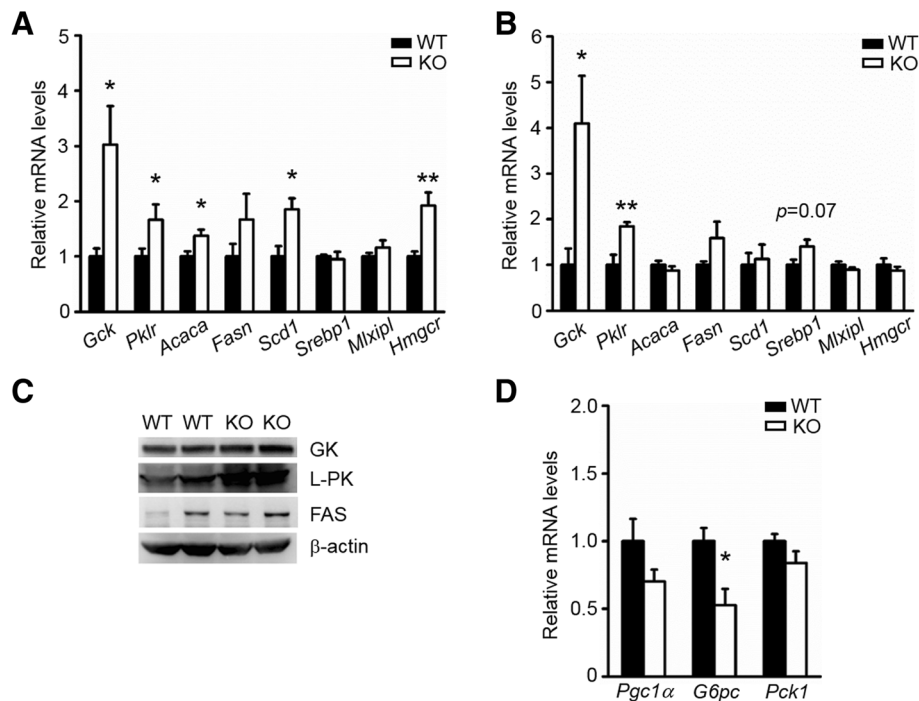 A
Relative mRNA levels
5
4
3
2
1
0
WT
KO
*
*
*
*
**
Gck
Pklr
Acaca
Fasn
Scd1
Srebp1
Mlxipl
Hmgcr
B
Relative mRNA levels
6
5
4
2
1
0
WT
KO
*
**
p=0.07
Gck
Pklr
Acaca
Fasn
Scd1
Srebp1
Mlxipl
Hmgcr
C
WT WT KO KO
GK
L-PK
FAS
β-actin
D
Relative mRNA levels
2.0
1.0
0.5
0
WT
KO
*
Pgc1α
G6pc
Pck1